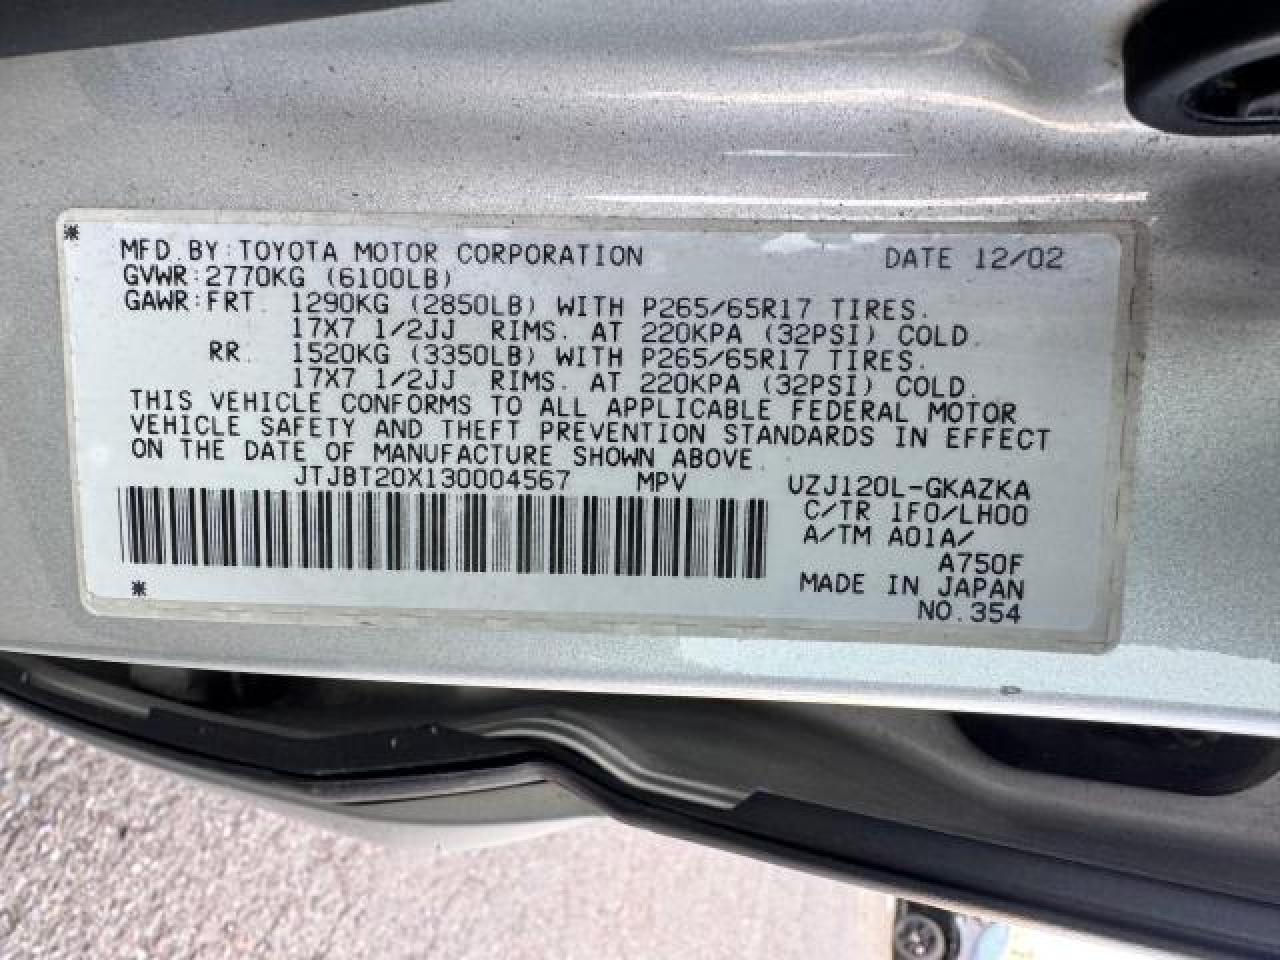 MFD. BY: TOYOTA MOTOR CORPORATION DATE 12/02
GVWR: 2770KG (6100LB)
GAWR: FRT. 1290KG (2850LB) WITH P265/65R17 TIRES.
17X7 1/2JJ RIMS. AT 220KPA (32PSI) COLD.
RR. 1520KG (3350LB) WITH P265/65R17 TIRES.
17X7 1/2JJ RIMS. AT 220KPA (32PSI) COLD.
THIS VEHICLE CONFORMS TO ALL APPLICABLE FEDERAL MOTOR
VEHICLE SAFETY AND THEFT PREVENTION STANDARDS IN EFFECT
ON THE DATE OF MANUFACTURE SHOWN ABOVE.
JTJBT20X130004567 MPV UZJ120L-GKAZKA
C/TR 1F0/LH00
A/TM A01A/
A750F
MADE IN JAPAN
NO.354